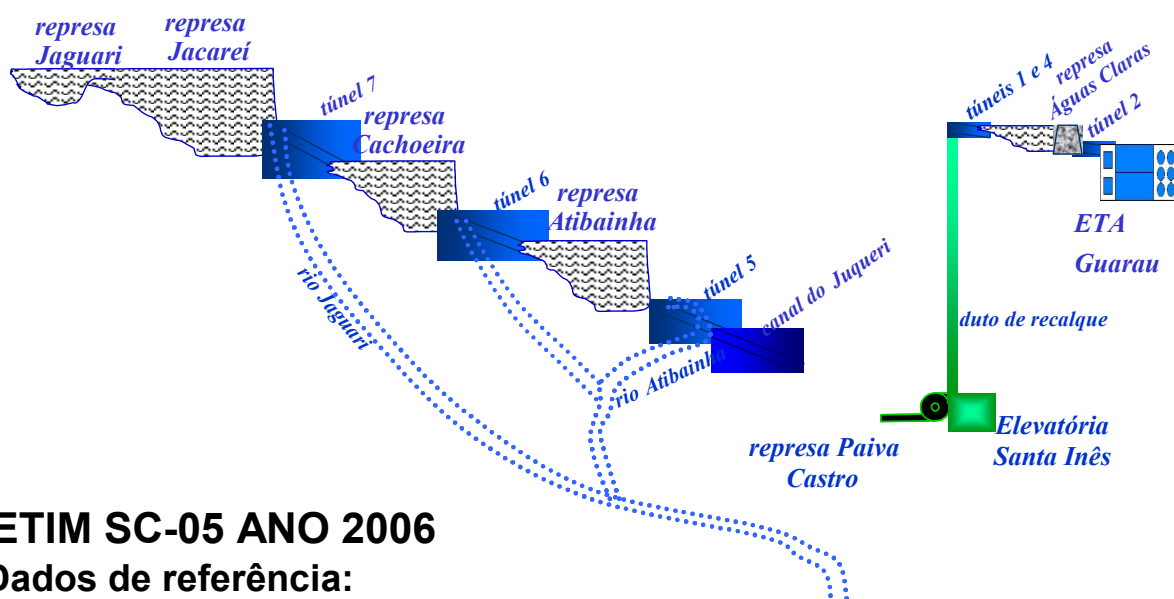 represa
Jaguari
represa
Jacareí
túnel 7
represa
Cachoeira
túnel 6
represa
Atibainha
túnel 5
canal do Juqueri
rio Jaguari
rio Atibainha
túneis 1 e 4
represa
Águas Claras
túnel 2
ETA
Guarau
duto de recalque
represa Paiva
Castro
Elevatória
Santa Inês
ETIM SC-05 ANO 2006
Dados de referência: